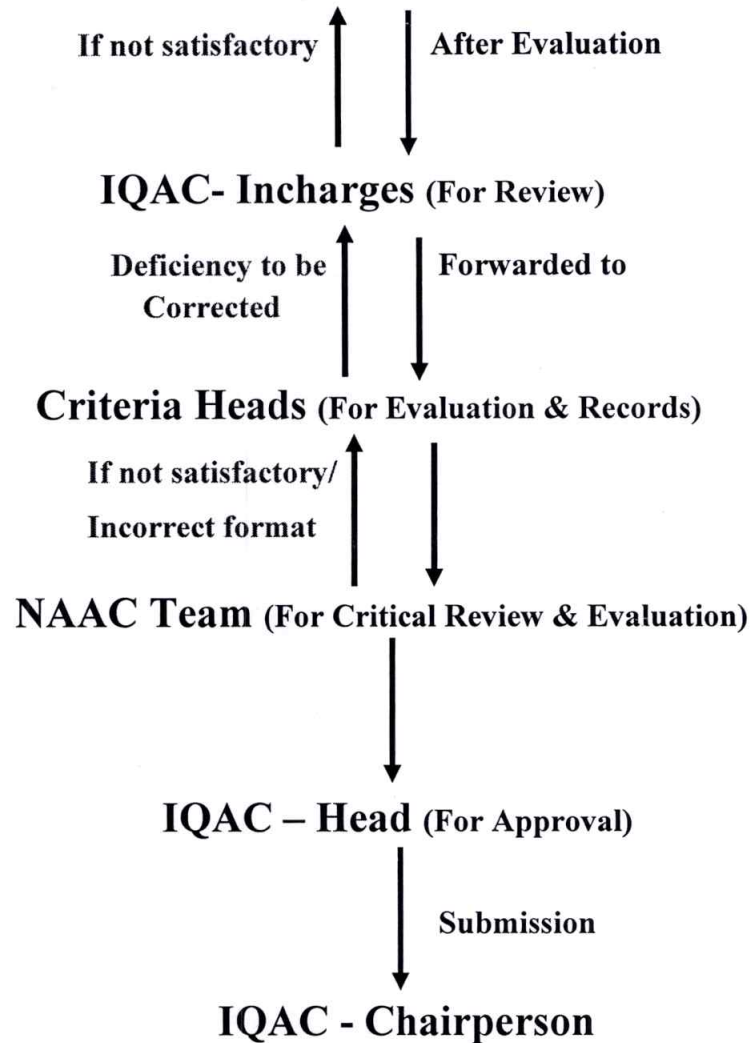 If not satisfactory After Evaluation
IQAC- Incharges (For Review)
Deficiency to be Forwarded to
Corrected
Criteria Heads (For Evaluation & Records)
If not satisfactory/
Incorrect format
NAAC Team (For Critical Review & Evaluation)
IQAC – Head (For Approval)
Submission
IQAC - Chairperson